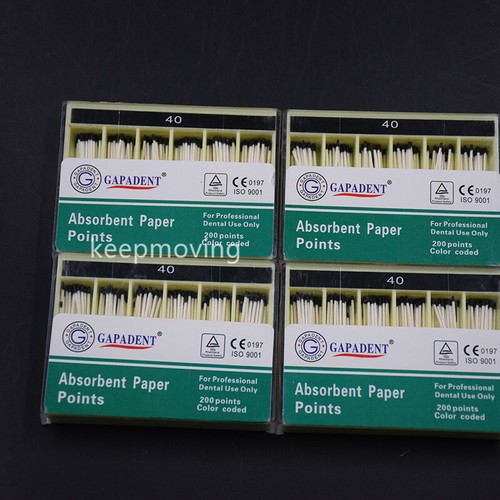 40
GAPADENT
CE 0197
ISO 9001
Absorbent Paper
Points
For Professional
Dental Use Only
200 points
Color coded
40
GAPADENT
CE 0197
ISO 9001
Absorbent Paper
Points
For Professional
Dental Use Only
200 points
Color coded
keepmoving
40
GAPADENT
CE 0197
ISO 9001
Absorbent Paper
Points
For Professional
Dental Use Only
200 points
Color coded
40
GAPADENT
CE 0197
ISO 9001
Absorbent Paper
Points
For Professional
Dental Use Only
200 points
Color coded